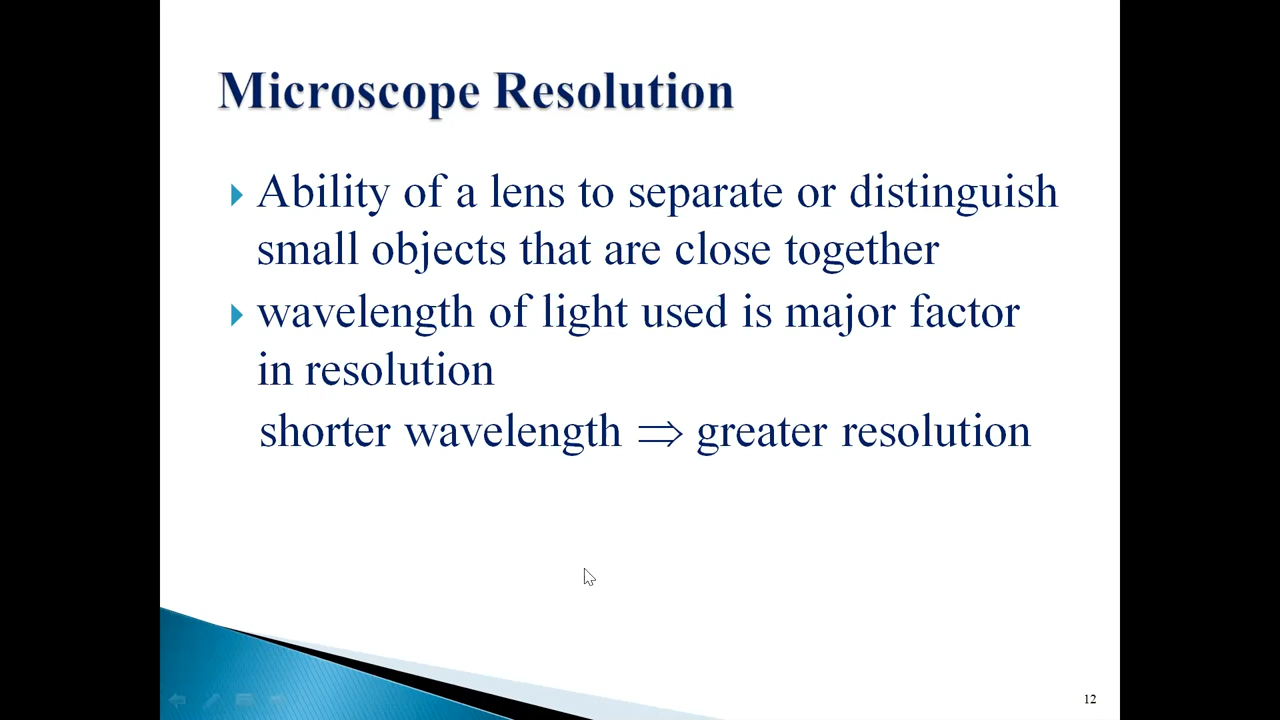 Microscope Resolution
Ability of a lens to separate or distinguish
small objects that are close together
wavelength of light used is major factor
in resolution
shorter wavelength ⇒ greater resolution
12